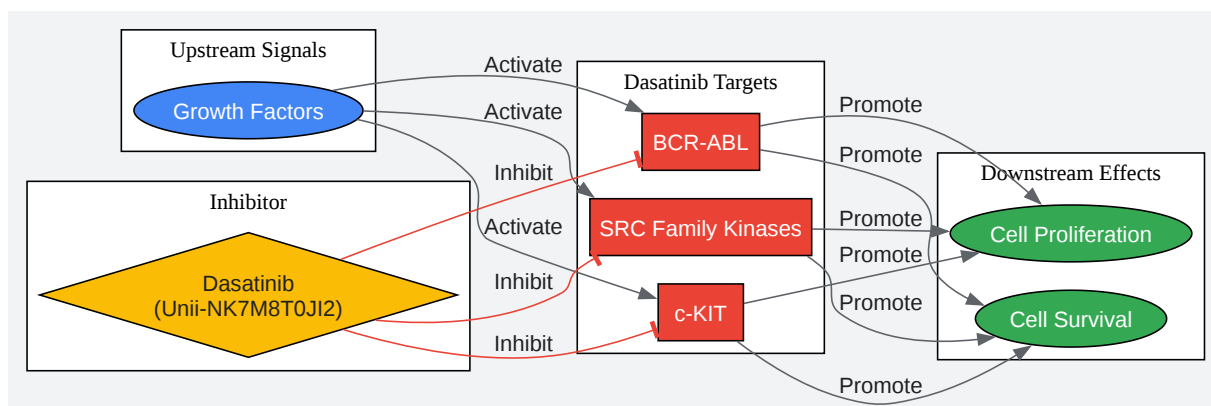 Upstream Signals
Growth Factors
Inhibitor
Dasatinib
(Unii-NK7M8T0JI2)
Activate
Activate
Inhibit
Activate
Inhibit
Inhibit
Dasatinib Targets
BCR-ABL
SRC Family Kinases
c-KIT
Promote
Promote
Promote
Promote
Promote
Promote
Downstream Effects
Cell Proliferation
Cell Survival